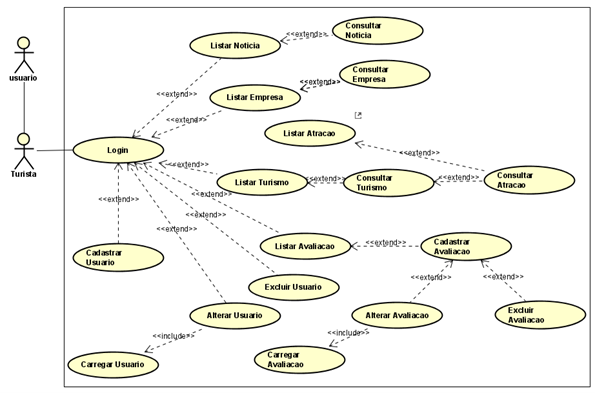 Consultar
Noticia
<<extend>>
Listar Noticia
usuario
Consultar
Empresa
<<extend>>
<<extend>>
Listar Empresa
<<extend>>
Listar Atracao
Login
<<extend>>
Turista
<<extend>>
Listar Turismo
<<extend>>
Consultar
Turismo
<<extend>>
Consultar
Atracao
<<extend>>
<<extend>>
<<extend>>
Cadastrar
Usuario
Listar Avaliacao
<<extend>>
Cadastrar
Avaliacao
<<extend>>
<<extend>>
<<extend>>
Excluir Usuario
Alterar Usuario
Alterar Avaliacao
Excluir
Avaliacao
<<include>>
<<include>>
Carregar Usuario
Carregar
Avaliacao